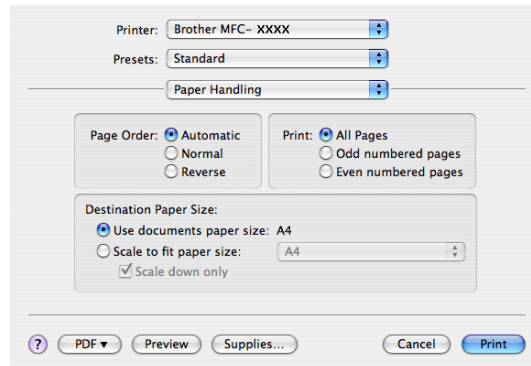 Printer: Brother MFC- XXXX
Presets: Standard
Paper Handling
Page Order: Automatic
Normal
Reverse
Print: All Pages
Odd numbered pages
Even numbered pages
Destination Paper Size:
Use documents paper size: A4
Scale to fit paper size: A4
Scale down only
? PDF Preview Supplies... Cancel Print